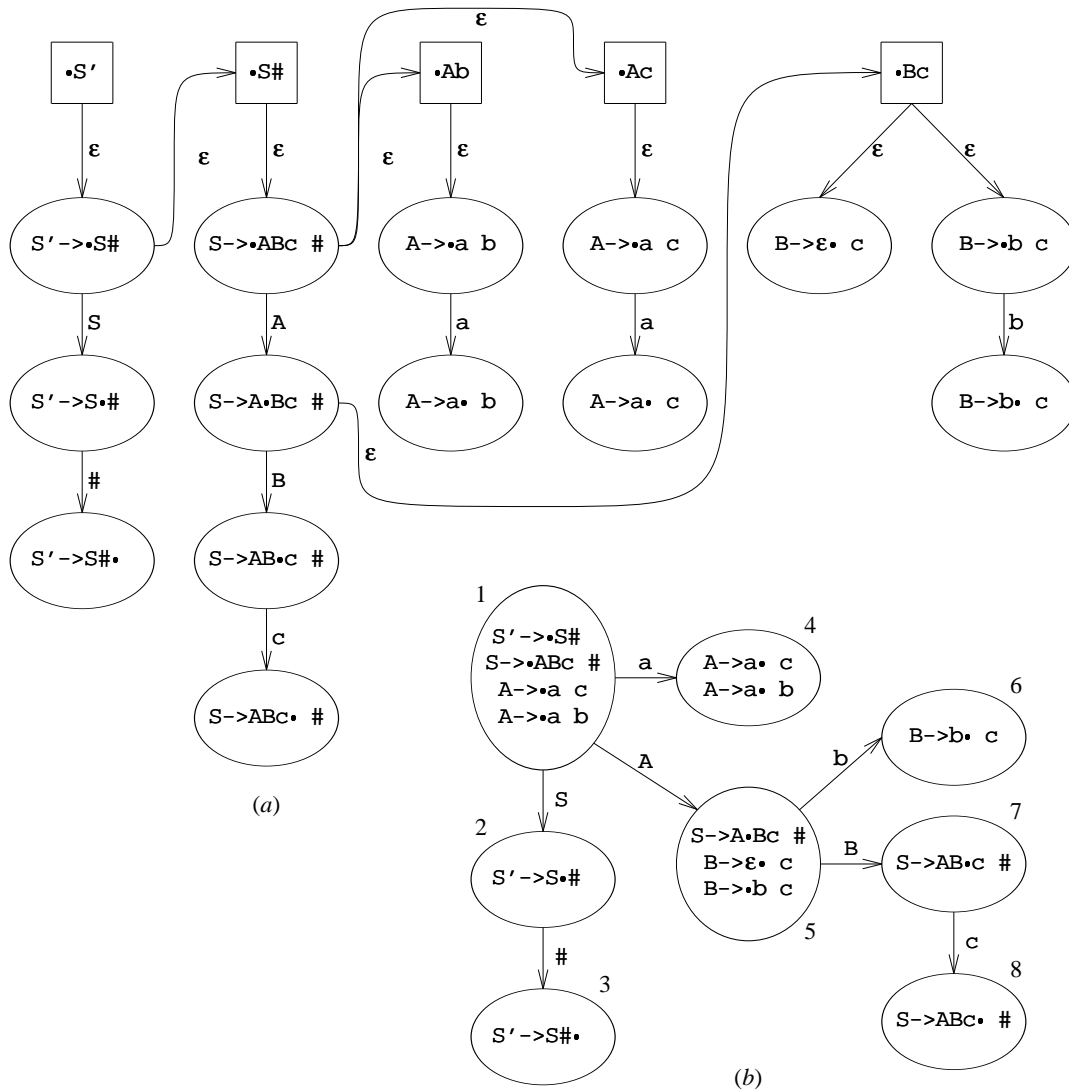 ε
•S' •S# •Ab •Ac •Bc
ε ε ε ε ε ε ε ε
S'->•S# S->•ABc # A->•a b A->•a c B->ε• c B->•b c
S A a a b
S'->S•# S->A•Bc # A->a• b A->a• c B->b• c
ε
# B
S'->S#• S->AB•c #
c
S->ABc• #
(a)
1
S'->•S#
S->•ABc #
A->•a c
A->•a b
a
4
A->a• c
A->a• b
A
S
2
S'->S•#
#
3
S'->S#•
S->A•Bc #
B->ε• c
B->•b c
5
b
6
B->b• c
B
7
S->AB•c #
c
8
S->ABc• #
(b)